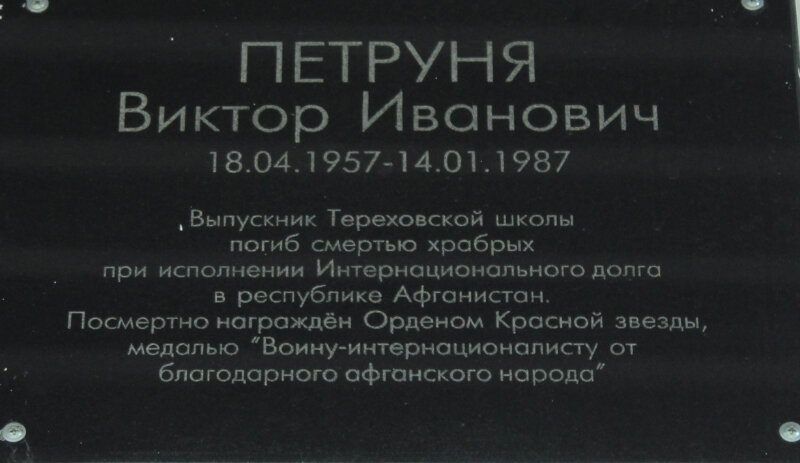 ПЕТРУНЯ
Виктор Иванович
18.04.1957-14.01.1987
Выпускник Тереховской школы
погиб смертью храбрых
при исполнении Интернационального долга
в республике Афганистан.
Посмертно награждён Орденом Красной звезды,
медалью "Воину-интернационалисту от
благодарного афганского народа"